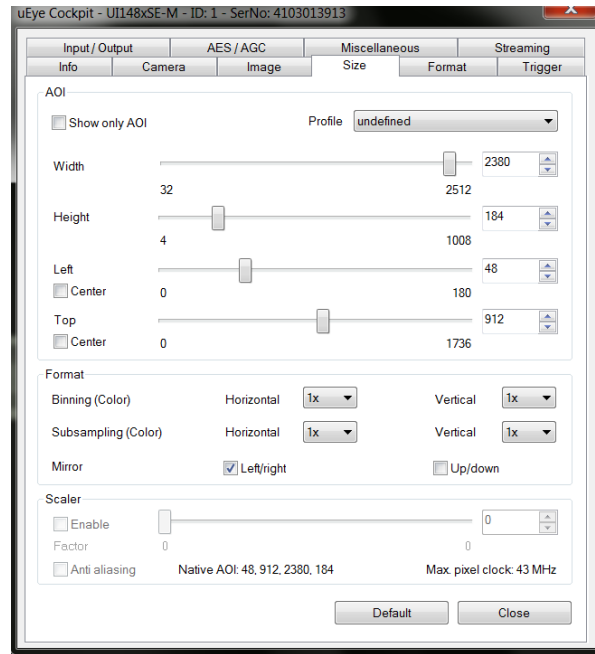 uEye Cockpit - UI148xSE-M - ID: 1 - SerNo: 4103013913
Input / Output AES / AGC Miscellaneous Streaming
Info Camera Image Size Format Trigger
AOI
Show only AOI Profile undefined
Width 2380
32 2512
Height 184
4 1008
Left 48
Center 0 180
Top 912
Center 0 1736
Format
Binning (Color) Horizontal 1x Vertical 1x
Subsampling (Color) Horizontal 1x Vertical 1x
Mirror Left/right Up/down
Scaler
Enable 0
Factor 0 0
Anti aliasing Native AOI: 48, 912, 2380, 184 Max. pixel clock: 43 MHz
Default Close